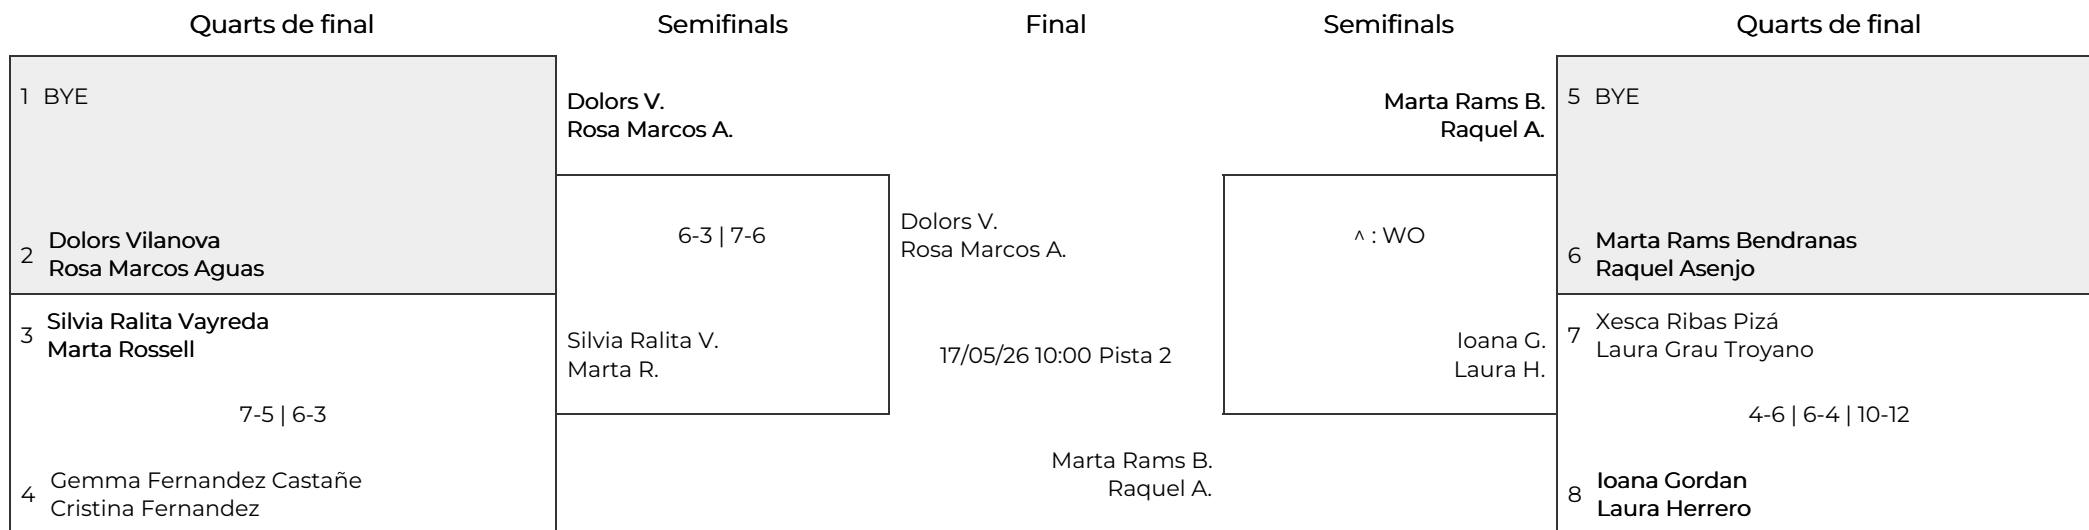 Quarts de final
Semifinals
Final
Semifinals
Quarts de final
1 BYE
2 Dolors Vilanova
Rosa Marcos Aguas
3 Silvia Ralita Vayreda
Marta Rossell
7-5 | 6-3
4 Gemma Fernandez Castañe
Cristina Fernandez
Dolors V.
Rosa Marcos A.
6-3 | 7-6
Silvia Ralita V.
Marta R.
Dolors V.
Rosa Marcos A.
17/05/26 10:00 Pista 2
Marta Rams B.
Raquel A.
Marta Rams B.
Raquel A.
^ : WO
Ioana G.
Laura H.
5 BYE
6 Marta Rams Bendranas
Raquel Asenjo
7 Xesca Ribas Pizá
Laura Grau Troyano
4-6 | 6-4 | 10-12
8 Ioana Gordan
Laura Herrero